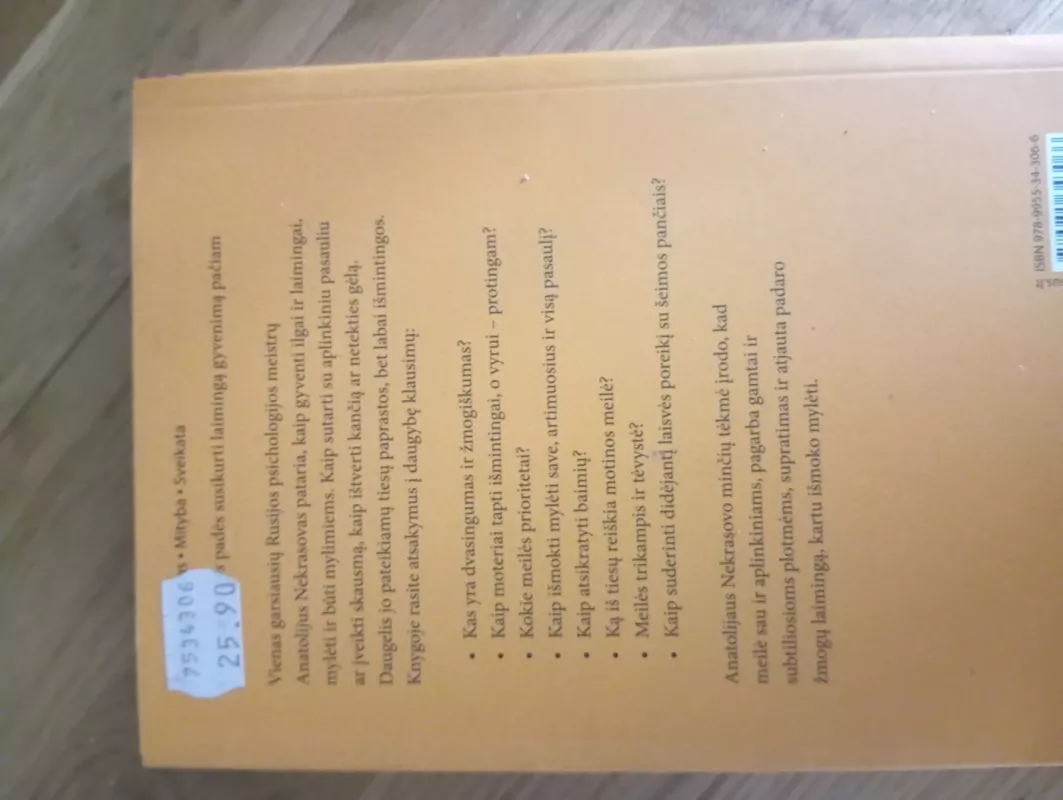 7534306
25.90
• Mityba • Sveikata
padės susikurti laimingą gyvenimą pačiam
Vienas garsiausių Rusijos psichologijos meistrų
Anatolijus Nekrasovas pataria, kaip gyventi ilgai ir laimingai,
mylėti ir būti mylimiems. Kaip sutarti su aplinkiniu pasauliu
ar įveikti skausmą, kaip ištverti kančią ar netekties gėlą.
Daugelis jo pateikiamų tiesų paprastos, bet labai išmintingos.
Knygoje rasite atsakymus į daugybę klausimų:
• Kas yra dvasingumas ir žmogiškumas?
• Kaip moteriai tapti išmintingai, o vyrui – protingam?
• Kokie meilės prioritetai?
• Kaip išmokti mylėti save, artimuosius ir visą pasaulį?
• Kaip atsikratyti baimių?
• Ką iš tiesų reiškia motinos meilė?
• Meilės trikampis ir tėvystė?
• Kaip suderinti didėjantį laisvės poreikį su šeimos pančiais?
Anatolijaus Nekrasovo minčių tėkmė įrodo, kad
meilė sau ir aplinkiniams, pagarba gamtai ir
subtiliosioms plotmėms, supratimas ir atjauta padaro
žmogų laimingą, kartu išmoko mylėti.
ISBN 978-9955-34-306-6